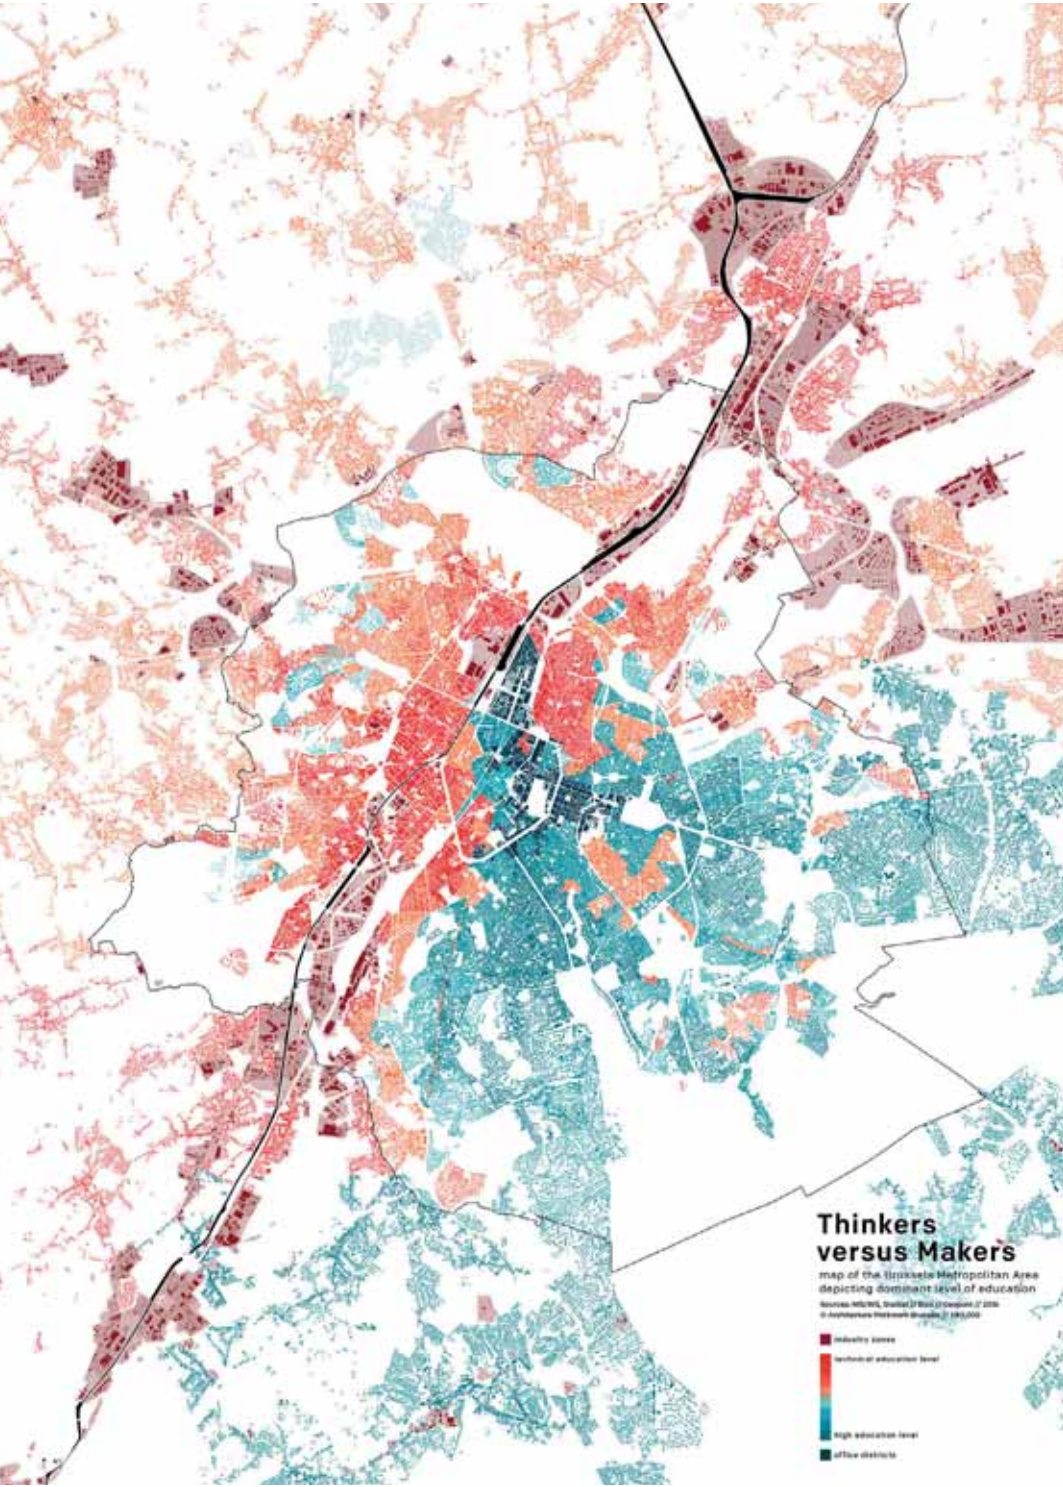 Thinkers
versus Makers
map of the Brussels Metropolitan Area
depicting dominant level of education
industry zones
technical education level
high education level
office districts